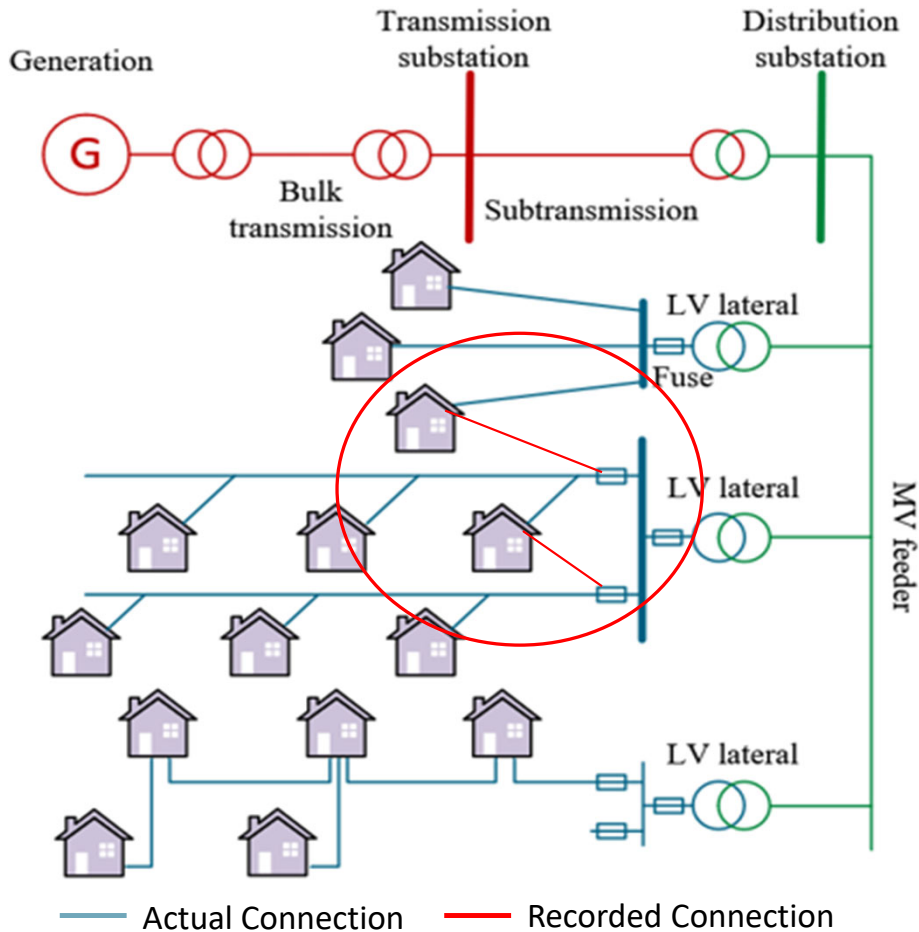 Generation
Transmission
substation
Distribution
substation
G
Bulk
transmission
Subtransmission
LV lateral
Fuse
LV lateral
MV feeder
LV lateral
Actual Connection
Recorded Connection